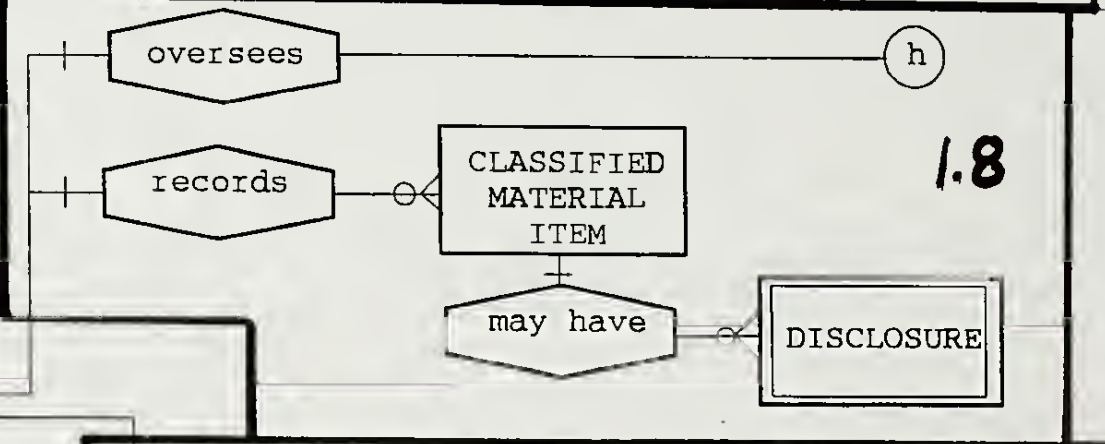 oversees
h
records
CLASSIFIED
MATERIAL
ITEM
1.8
may have
DISCLOSURE